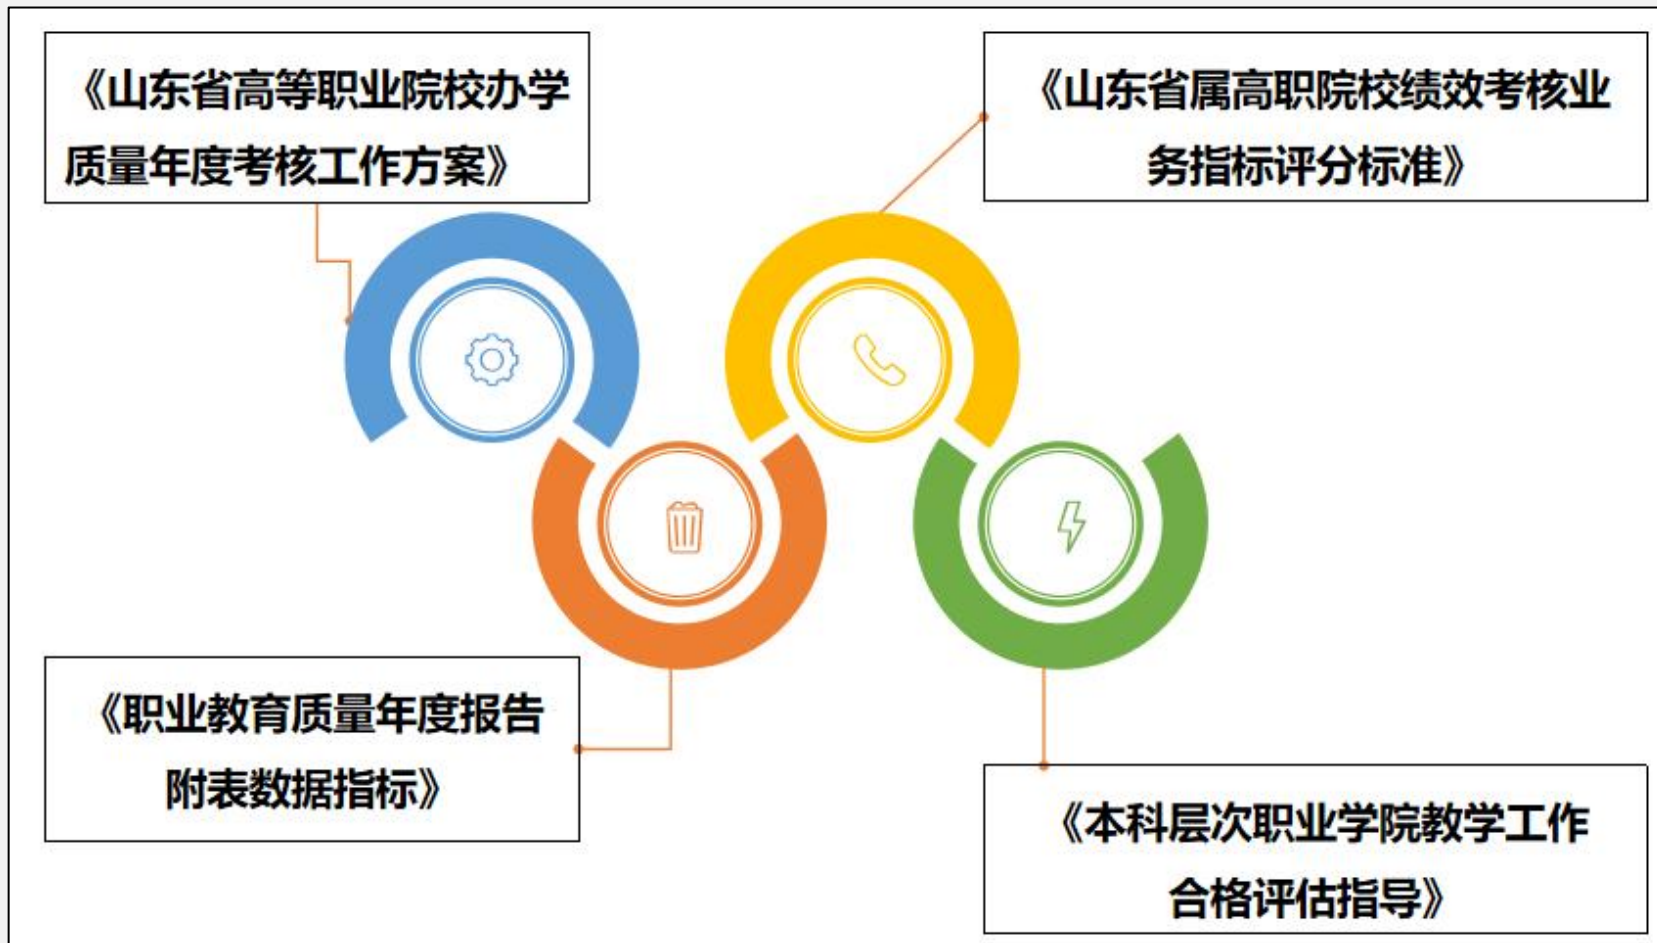 《山东省高等职业院校办学
质量年度考核工作方案》
《山东省属高职院校绩效考核业
务指标评分标准》
《职业教育质量年度报告
附表数据指标》
《本科层次职业学院教学工作
合格评估指导》